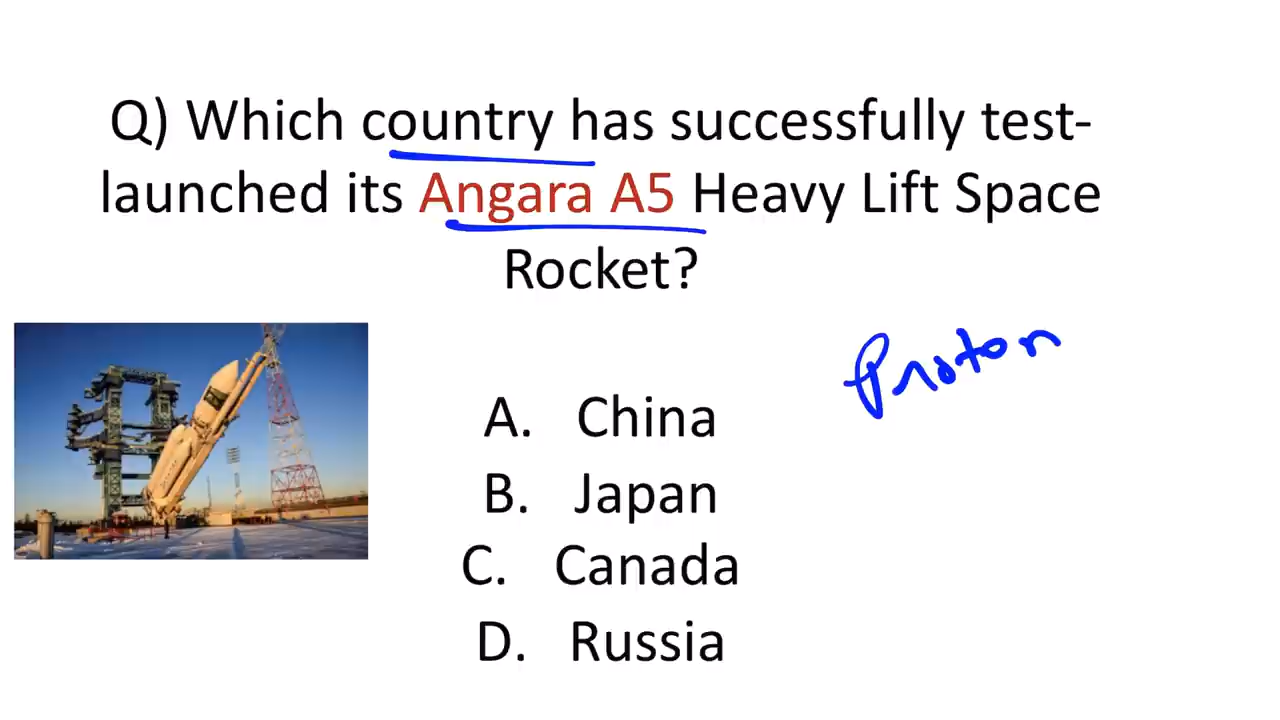 Q) Which country has successfully test-
launched its Angara A5 Heavy Lift Space
Rocket?
Proton
A. China
B. Japan
C. Canada
D. Russia